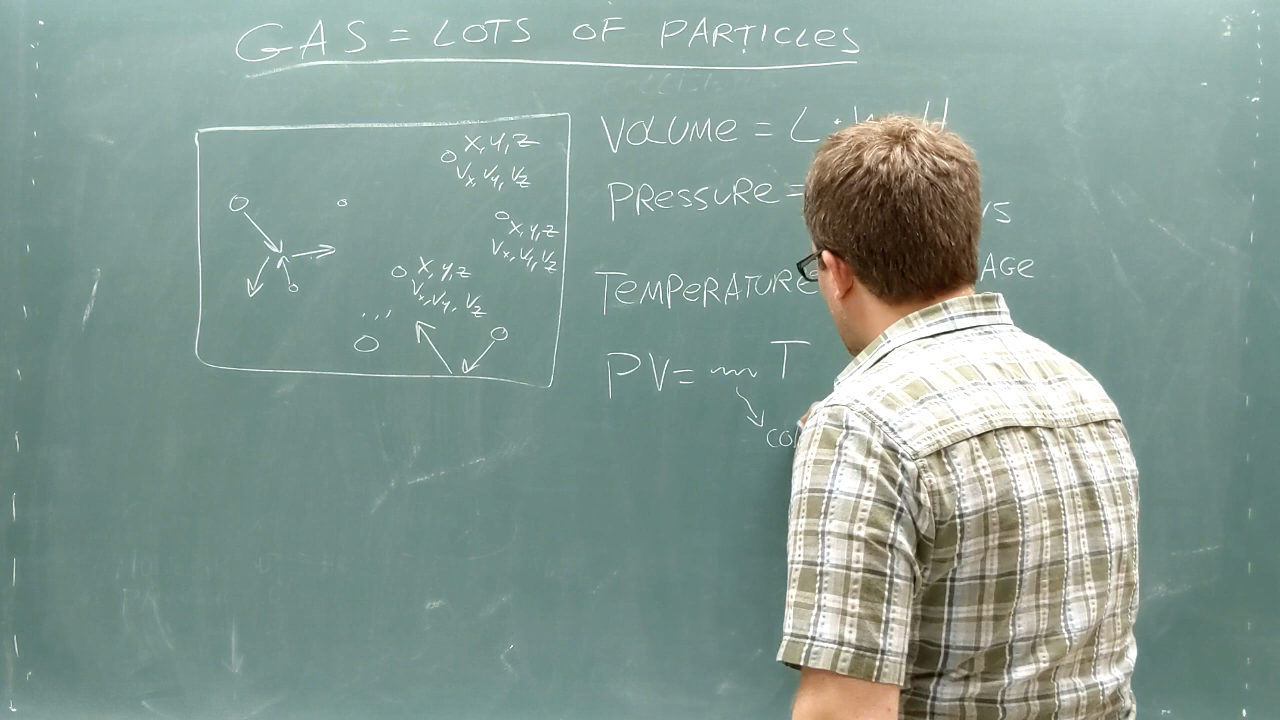 GAS = LOTS OF PARTICLES
x, y, z
Vx, Vy, Vz
x, y, z
Vx, Vy, Vz
x, y, z
Vx, Vy, Vz
...
VOLUME = L·W·H
PRESSURE =
TEMPERATURE
PV = T